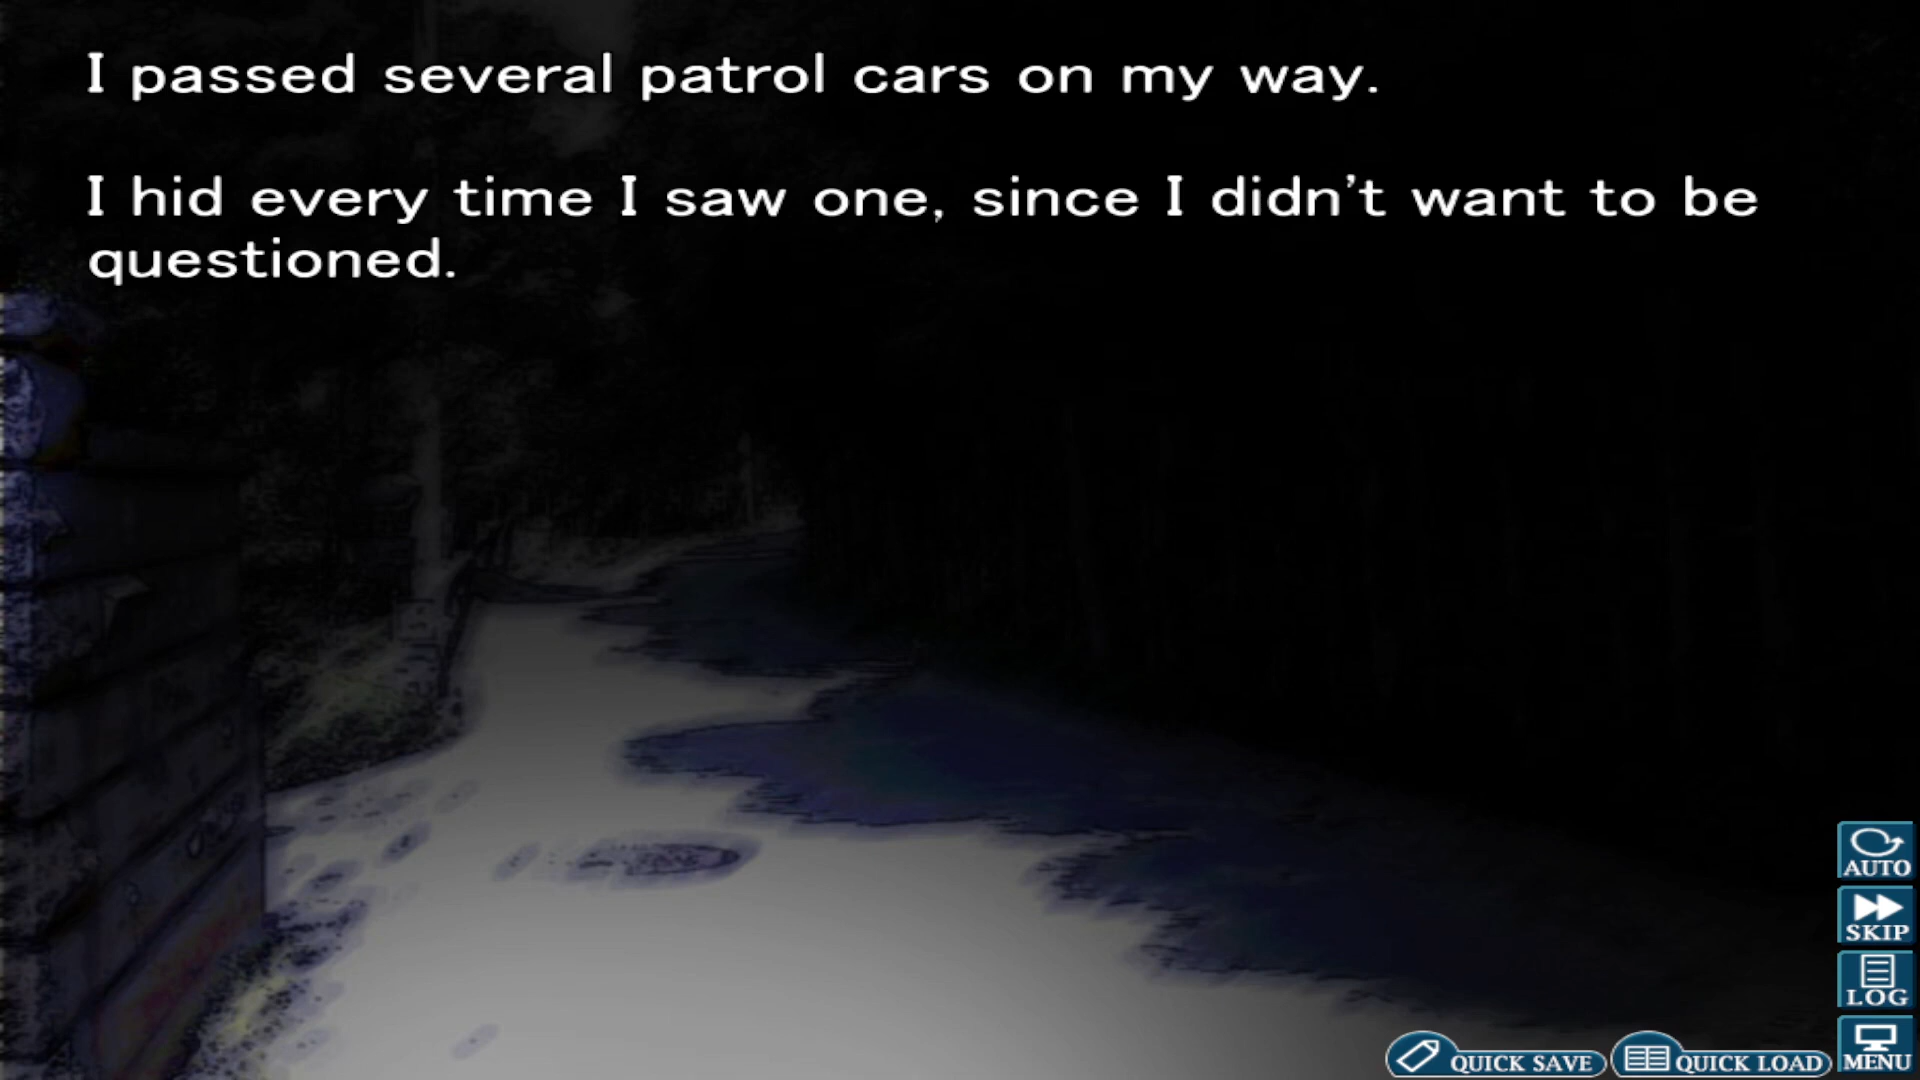 I passed several patrol cars on my way.
I hid every time I saw one, since I didn't want to be
questioned.
AUTO
SKIP
LOG
QUICK SAVE
QUICK LOAD
MENU